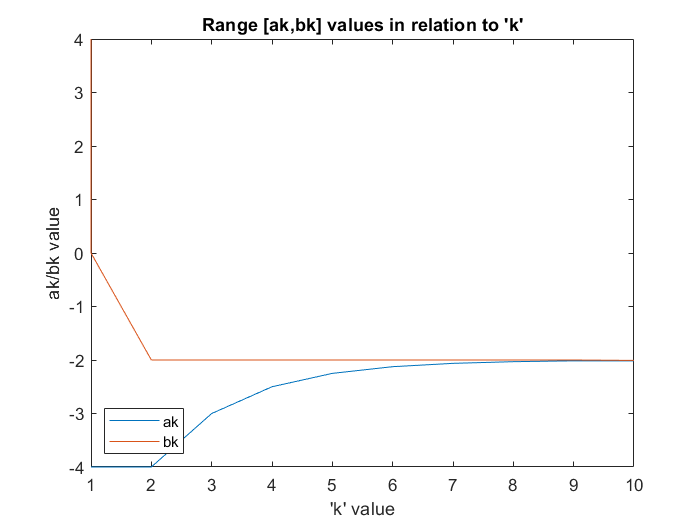 Range [ak,bk] values in relation to 'k'
4
3
2
1
0
-1
-2
-3
-4
ak/bk value
ak
bk
1 2 3 4 5 6 7 8 9 10
'k' value